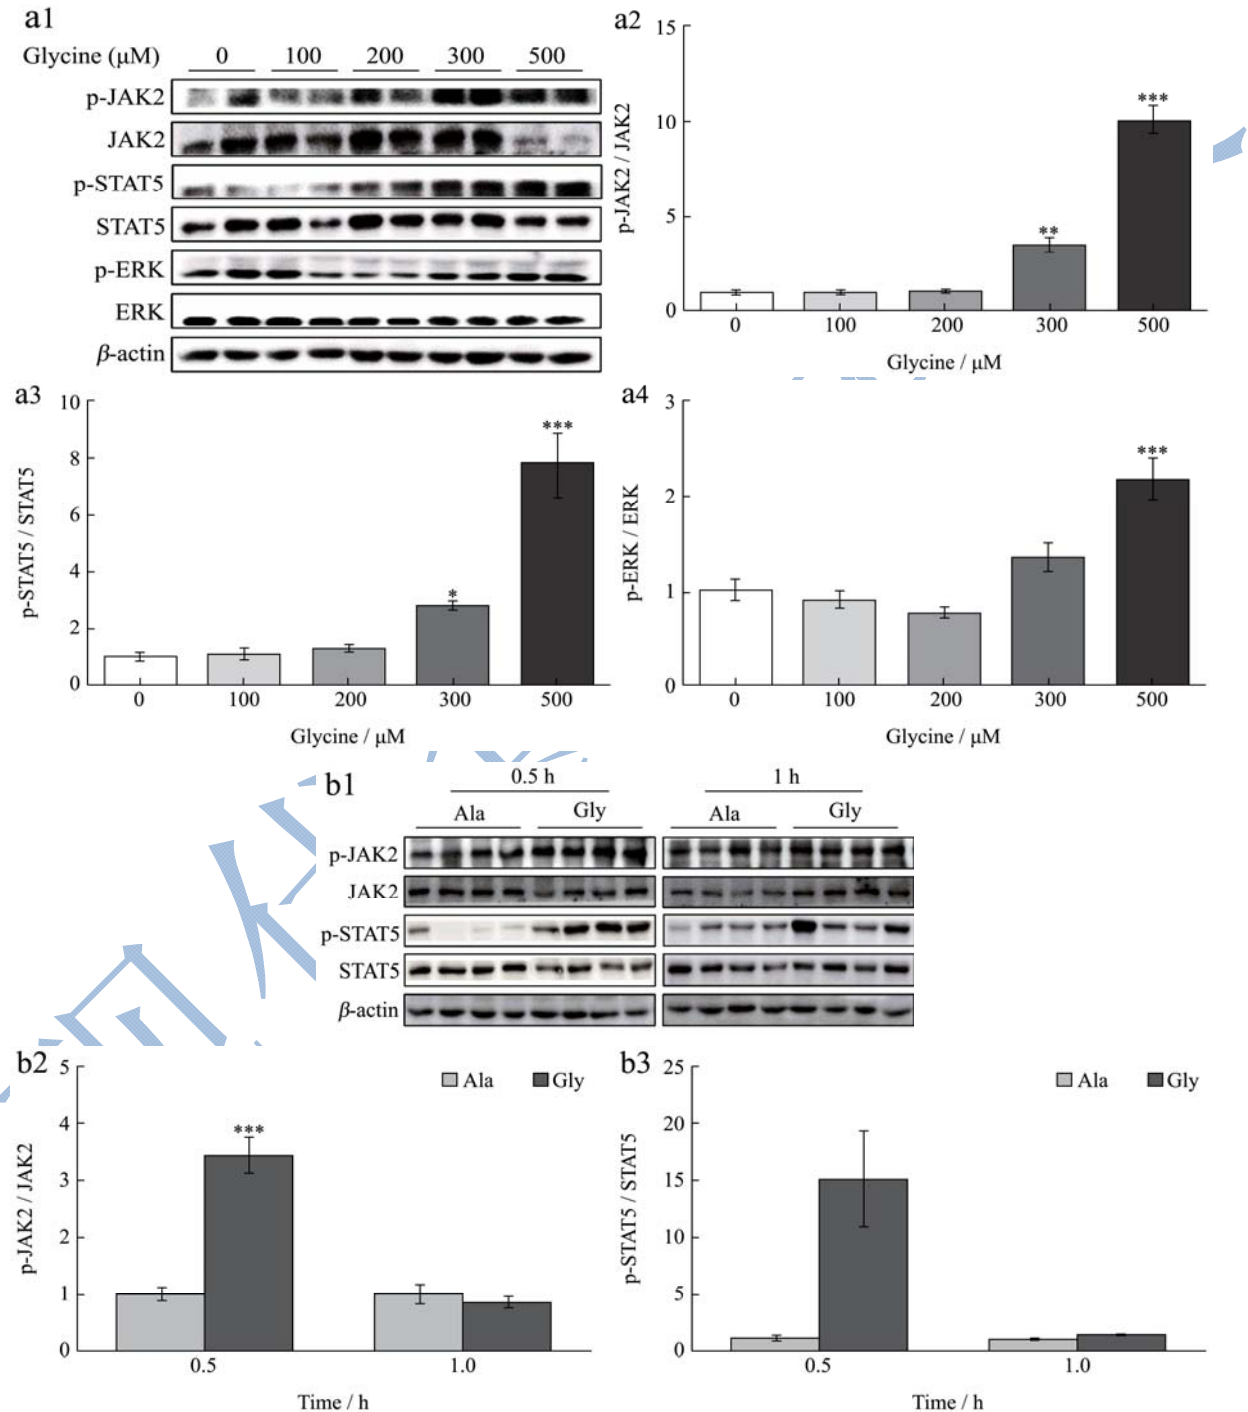 a1
Glycine (μM) 0 100 200 300 500
p-JAK2
JAK2
p-STAT5
STAT5
p-ERK
ERK
β-actin
a2
p-JAK2 / JAK2
15
10
5
0
**
***
0 100 200 300 500
Glycine / μM
a3
p-STAT5 / STAT5
10
8
6
4
2
0
*
***
0 100 200 300 500
Glycine / μM
a4
p-ERK / ERK
3
2
1
0
***
0 100 200 300 500
Glycine / μM
b1
0.5 h 1 h
Ala Gly Ala Gly
p-JAK2
JAK2
p-STAT5
STAT5
β-actin
b2
p-JAK2 / JAK2
5
4
3
2
1
0
Ala Gly
***
0.5 1.0
Time / h
b3
p-STAT5 / STAT5
25
20
15
10
5
0
Ala Gly
0.5 1.0
Time / h